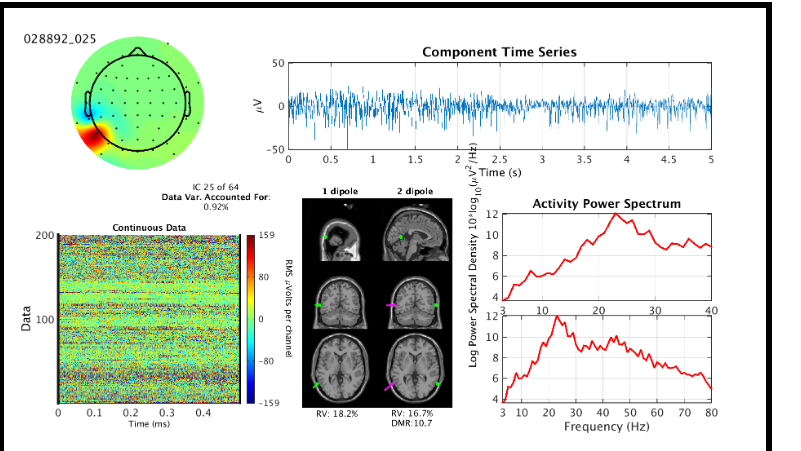 028892_025
Component Time Series
μV
50
0
−50
0 0.5 1 1.5 2 2.5 3 3.5 4 4.5 5
Time (s)
IC 25 of 64
Data Var. Accounted For:
0.92%
Continuous Data
Data
200
100
0 0.1 0.2 0.3 0.4
Time (ms)
159
80
0
-80
-159
RMS μVolts per channel
1 dipole
2 dipole
RV: 18.2%
RV: 16.7%
DMR:10.7
Activity Power Spectrum
Log Power Spectral Density 10*log10(μV2/Hz)
12
10
8
6
4
3 10 20 30 40
12
10
8
6
4
3 10 20 30 40 50 60 70 80
Frequency (Hz)